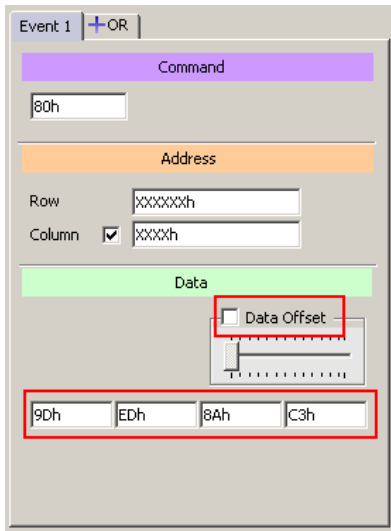 Event 1 +OR
Command
80h
Address
Row XXXXXXh
Column XXXXh
Data
Data Offset
9Dh EDh 8Ah C3h